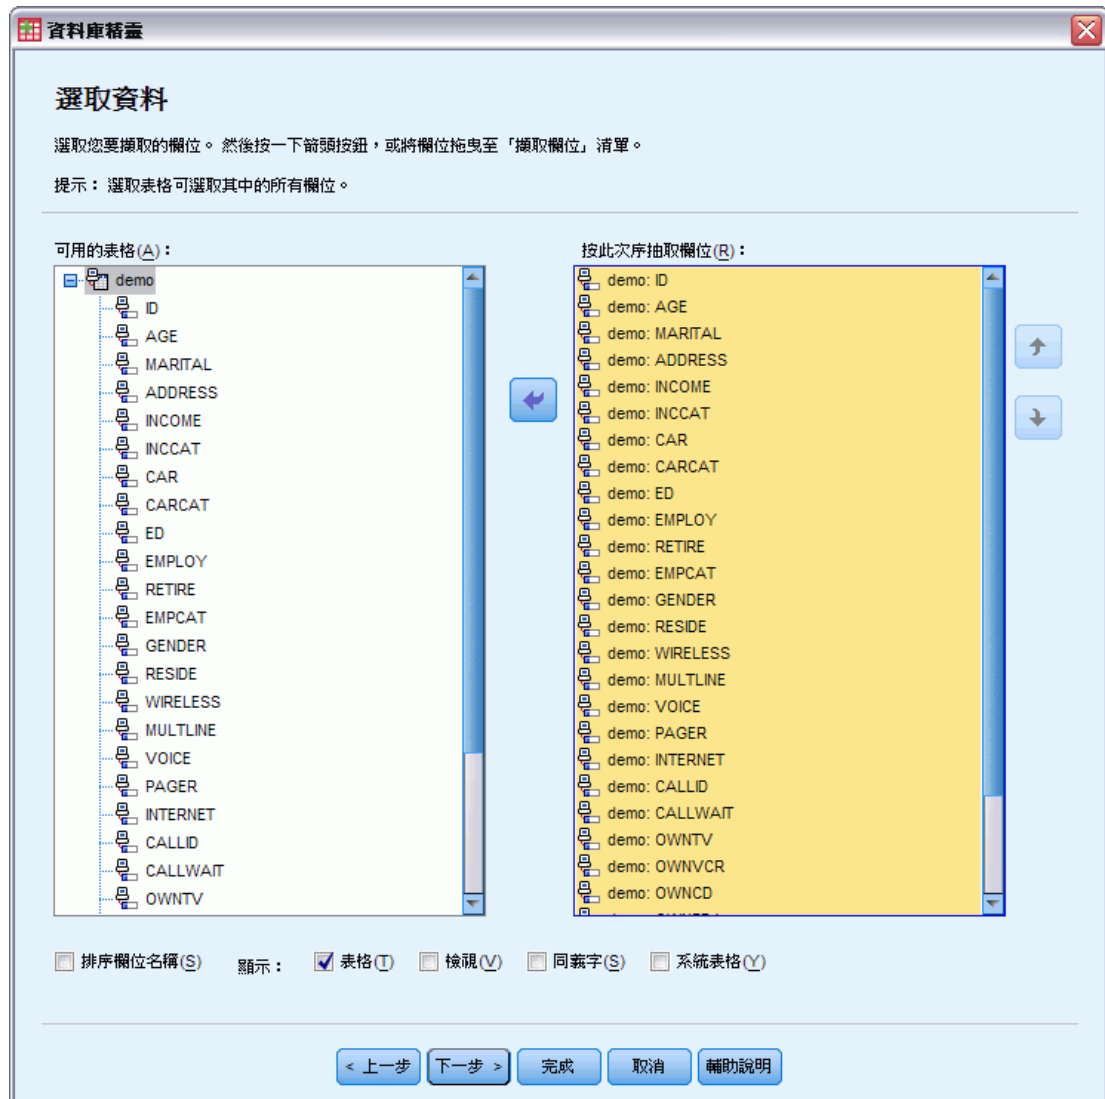 資料庫精靈
選取資料
選取您要擷取的欄位。 然後按一下箭頭按鈕，或將欄位拖曳至「擷取欄位」清單。
提示： 選取表格可選取其中的所有欄位。
可用的表格(A)：
demo
ID
AGE
MARITAL
ADDRESS
INCOME
INCCAT
CAR
CARCAT
ED
EMPLOY
RETIRE
EMPCAT
GENDER
RESIDE
WIRELESS
MULTLINE
VOICE
PAGER
INTERNET
CALLID
CALLWAIT
OWNTV
按此次序抽取欄位(R)：
demo: ID
demo: AGE
demo: MARITAL
demo: ADDRESS
demo: INCOME
demo: INCCAT
demo: CAR
demo: CARCAT
demo: ED
demo: EMPLOY
demo: RETIRE
demo: EMPCAT
demo: GENDER
demo: RESIDE
demo: WIRELESS
demo: MULTLINE
demo: VOICE
demo: PAGER
demo: INTERNET
demo: CALLID
demo: CALLWAIT
demo: OWNTV
demo: OWNVCR
demo: OWNCD
排序欄位名稱(S) 顯示： 表格(T) 檢視(V) 同義字(S) 系統表格(Y)
< 上一步 下一步 > 完成 取消 輔助說明